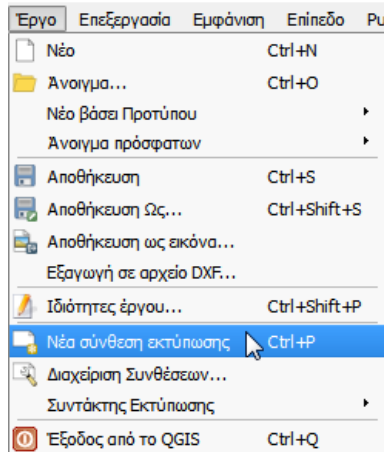 Έργο Επεξεργασία Εμφάνιση Επίπεδο Ρυ
Νέο Ctrl+N
Άνοιγμα... Ctrl+O
Νέο βάσει Προτύπου
Άνοιγμα πρόσφατων
Αποθήκευση Ctrl+S
Αποθήκευση Ως... Ctrl+Shift+S
Αποθήκευση ως εικόνα...
Εξαγωγή σε αρχείο DXF...
Ιδιότητες έργου... Ctrl+Shift+P
Νέα σύνθεση εκτύπωσης Ctrl+P
Διαχείριση Συνθέσεων...
Συντάκτης Εκτύπωσης
Έξοδος από το QGIS Ctrl+Q